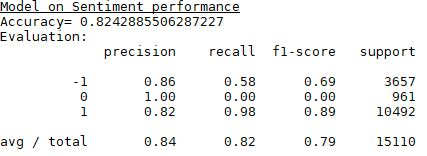 Model on Sentiment performance
Accuracy= 0.8242885506287227
Evaluation:
precision recall f1-score support
-1 0.86 0.58 0.69 3657
0 1.00 0.00 0.00 961
1 0.82 0.98 0.89 10492
avg / total 0.84 0.82 0.79 15110